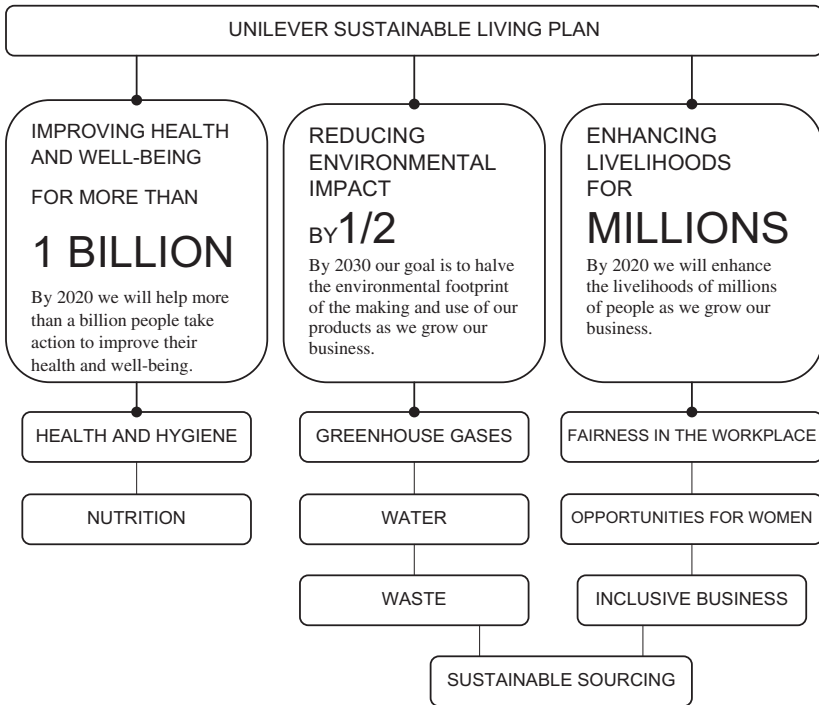 UNILEVER SUSTAINABLE LIVING PLAN
IMPROVING HEALTH
AND WELL-BEING
FOR MORE THAN
1 BILLION
By 2020 we will help more
than a billion people take
action to improve their
health and well-being.
REDUCING
ENVIRONMENTAL
IMPACT
BY 1/2
By 2030 our goal is to halve
the environmental footprint
of the making and use of our
products as we grow our
business.
ENHANCING
LIVELIHOODS
FOR
MILLIONS
By 2020 we will enhance
the livelihoods of millions
of people as we grow our
business.
HEALTH AND HYGIENE
NUTRITION
GREENHOUSE GASES
WATER
WASTE
FAIRNESS IN THE WORKPLACE
OPPORTUNITIES FOR WOMEN
INCLUSIVE BUSINESS
SUSTAINABLE SOURCING